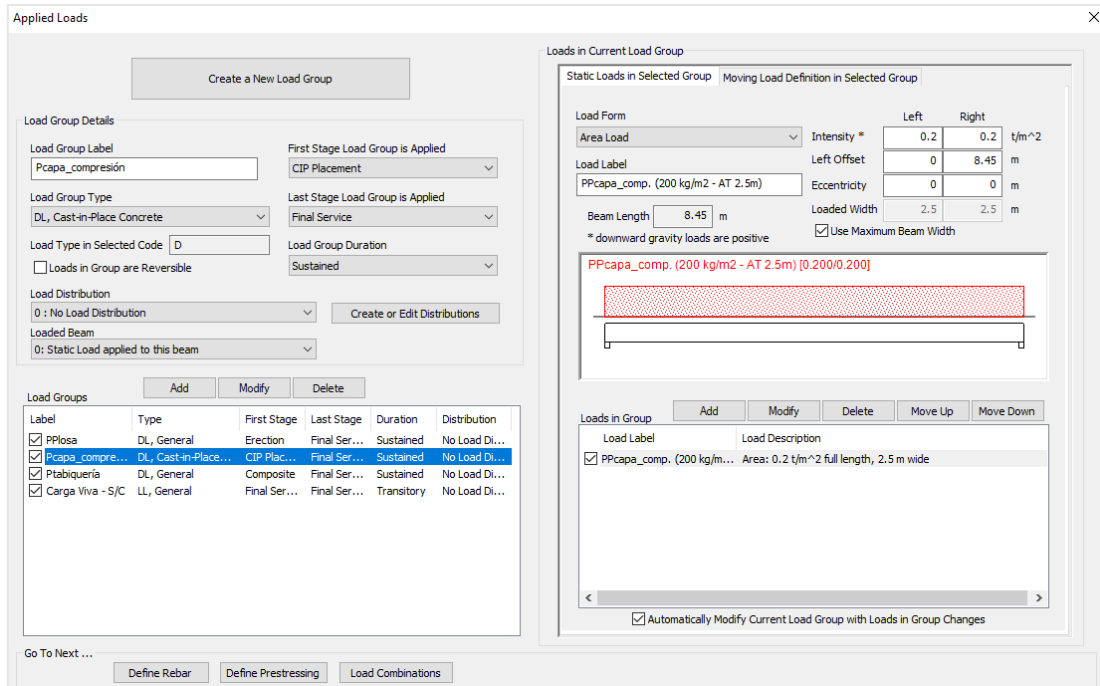 Applied Loads
Create a New Load Group
Load Group Details
Load Group Label
Pcapa_compresión
First Stage Load Group is Applied
CIP Placement
Load Group Type
DL, Cast-in-Place Concrete
Last Stage Load Group is Applied
Final Service
Load Type in Selected Code D
Load Group Duration
Sustained
Loads in Group are Reversible
Load Distribution
0 : No Load Distribution
Create or Edit Distributions
Loaded Beam
0: Static Load applied to this beam
Load Groups
Add Modify Delete
Label Type First Stage Last Stage Duration Distribution
PPlosa DL, General Erection Final Ser... Sustained No Load Di...
Pcapa_compre... DL, Cast-in-Place... CIP Plac... Final Ser... Sustained No Load Di...
Ptabiquería DL, General Composite Final Ser... Sustained No Load Di...
Carga Viva - S/C LL, General Final Ser... Final Ser... Transitory No Load Di...
Go To Next ...
Define Rebar Define Prestressing Load Combinations
Loads in Current Load Group
Static Loads in Selected Group Moving Load Definition in Selected Group
Load Form
Area Load
Load Label
PPcapa_comp. (200 kg/m2 - AT 2.5m)
Beam Length 8.45 m
* downward gravity loads are positive
Left Right
Intensity * 0.2 0.2 t/m^2
Left Offset 0 8.45 m
Eccentricity 0 0 m
Loaded Width 2.5 2.5 m
Use Maximum Beam Width
PPcapa_comp. (200 kg/m2 - AT 2.5m) [0.200/0.200]
Loads in Group
Add Modify Delete Move Up Move Down
Load Label Load Description
PPcapa_comp. (200 kg/m... Area: 0.2 t/m^2 full length, 2.5 m wide
Automatically Modify Current Load Group with Loads in Group Changes